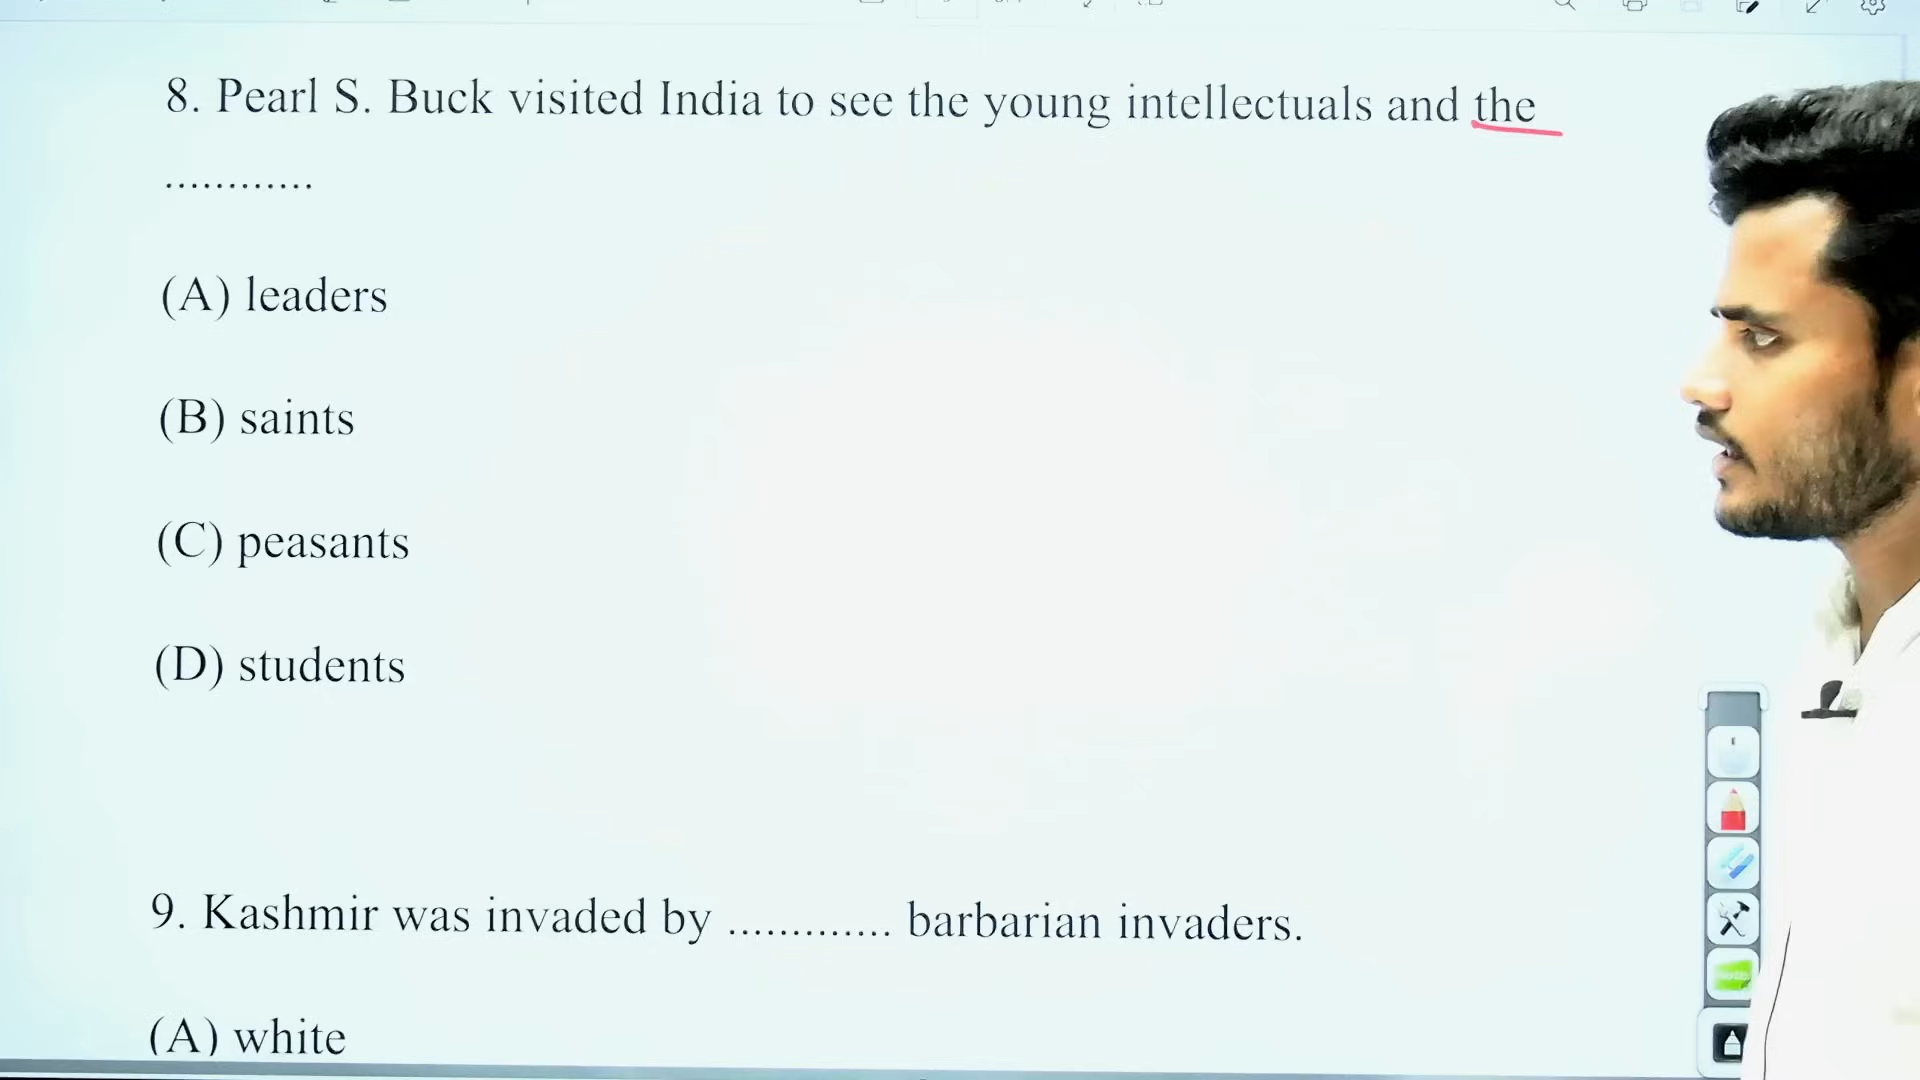 8. Pearl S. Buck visited India to see the young intellectuals and the
............
(A) leaders
(B) saints
(C) peasants
(D) students
9. Kashmir was invaded by ............. barbarian invaders.
(A) white